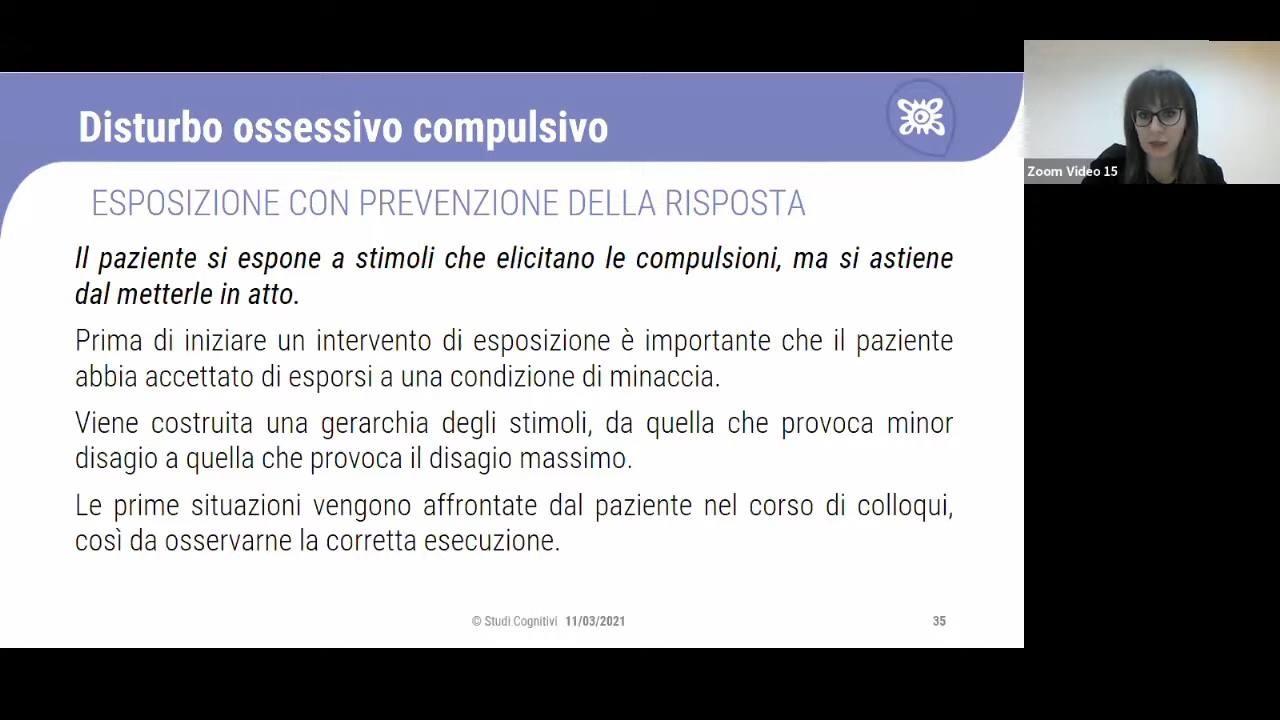 Disturbo ossessivo compulsivo
Zoom Video 15
ESPOSIZIONE CON PREVENZIONE DELLA RISPOSTA
Il paziente si espone a stimoli che elicitano le compulsioni, ma si astiene
dal metterle in atto.
Prima di iniziare un intervento di esposizione è importante che il paziente
abbia accettato di esporsi a una condizione di minaccia.
Viene costruita una gerarchia degli stimoli, da quella che provoca minor
disagio a quella che provoca il disagio massimo.
Le prime situazioni vengono affrontate dal paziente nel corso di colloqui,
così da osservarne la corretta esecuzione.
© Studi Cognitivi 11/03/2021 35